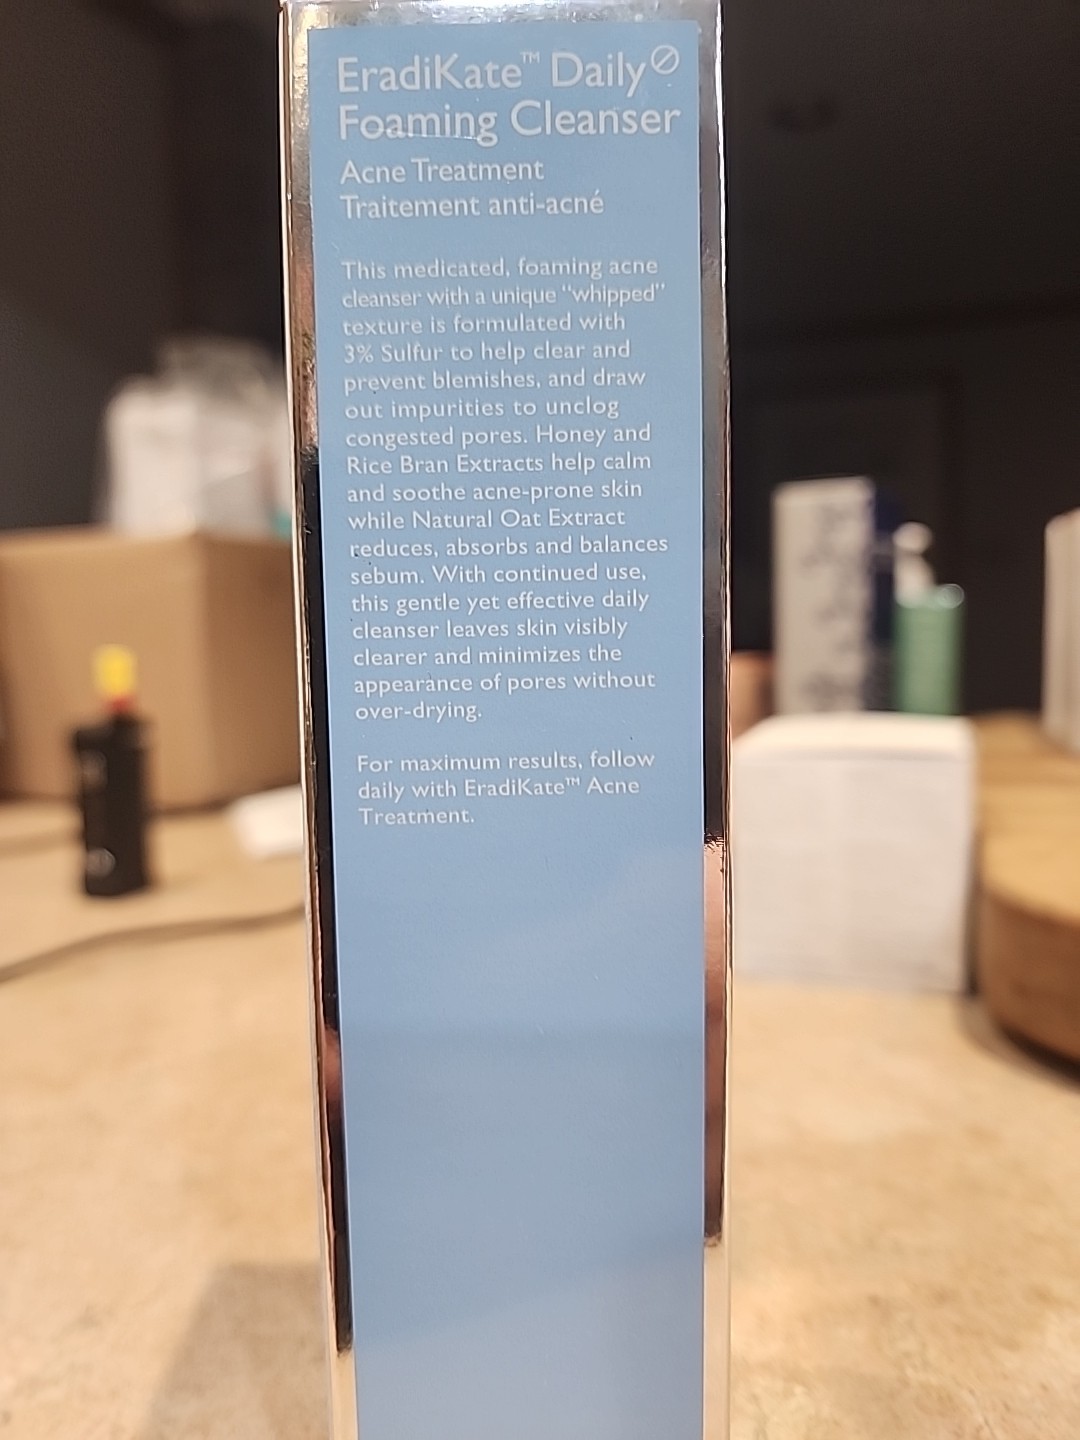 EradiKate™ Daily
Foaming Cleanser
Acne Treatment
Traitement anti-acné
This medicated, foaming acne
cleanser with a unique "whipped"
texture is formulated with
3% Sulfur to help clear and
prevent blemishes, and draw
out impurities to unclog
congested pores. Honey and
Rice Bran Extracts help calm
and soothe acne-prone skin
while Natural Oat Extract
reduces, absorbs and balances
sebum. With continued use,
this gentle yet effective daily
cleanser leaves skin visibly
clearer and minimizes the
appearance of pores without
over-drying.
For maximum results, follow
daily with EradiKate™ Acne
Treatment.